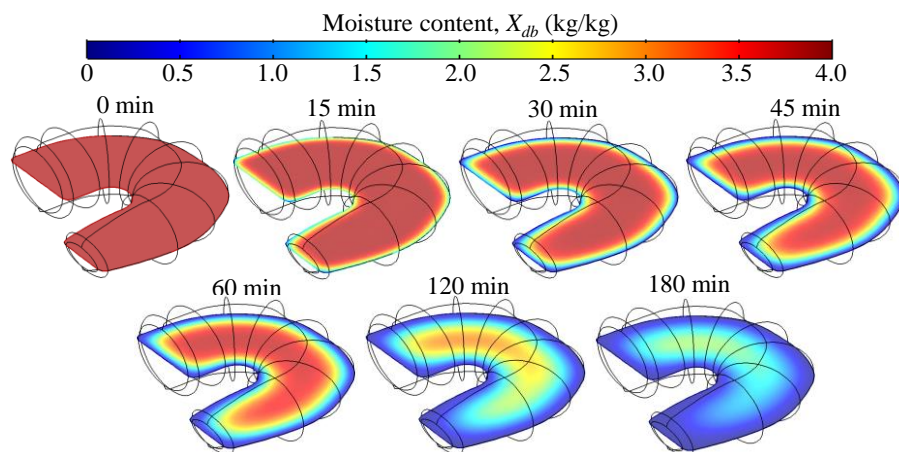 Moisture content, X_db (kg/kg)
0 0.5 1.0 1.5 2.0 2.5 3.0 3.5 4.0
0 min 15 min 30 min 45 min
60 min 120 min 180 min